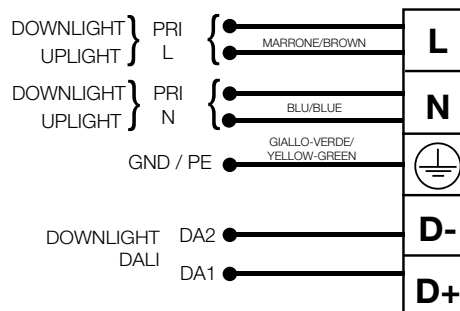 DOWNLIGHT } PRI {
UPLIGHT } L {
MARRONE/BROWN
L
DOWNLIGHT } PRI {
UPLIGHT } N {
BLU/BLUE
N
GIALLO-VERDE/
YELLOW-GREEN
GND / PE
D-
DOWNLIGHT DA2
DALI
DA1
D+